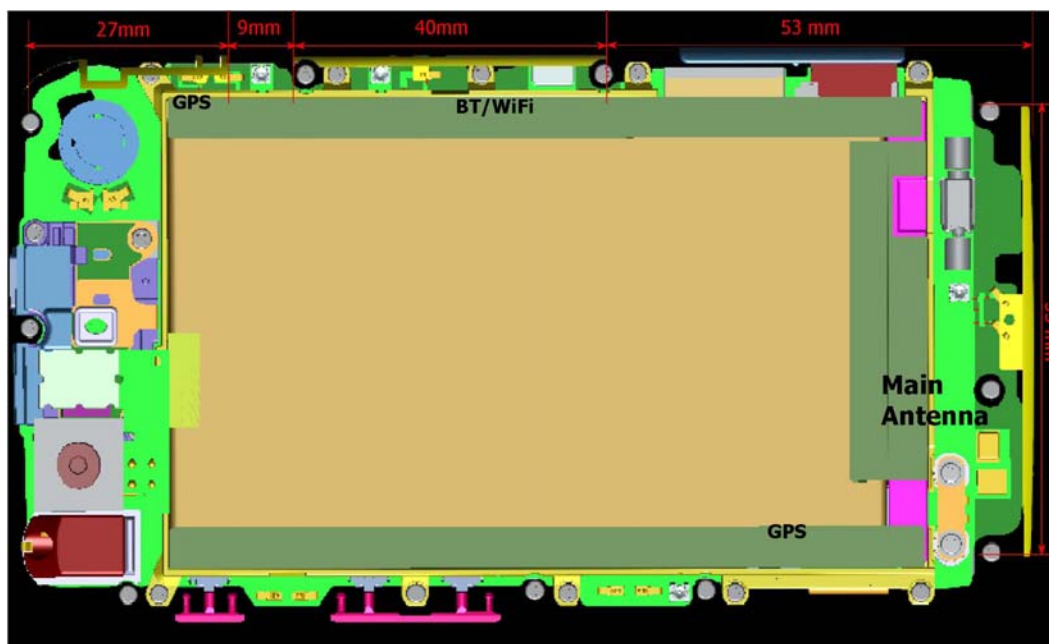 27mm
9mm
40mm
53 mm
GPS
BT/WiFi
Main
Antenna
GPS